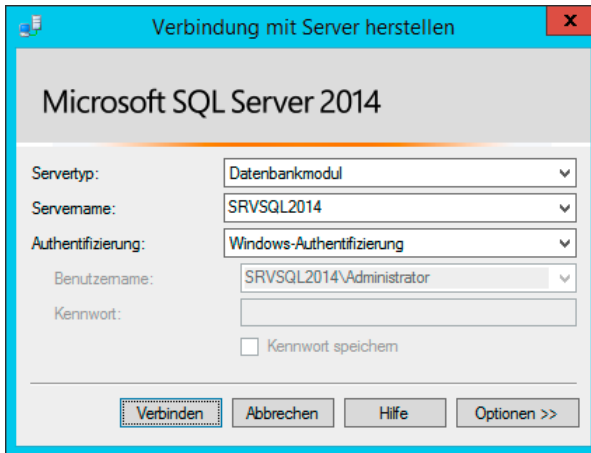 Verbindung mit Server herstellen
x
Microsoft SQL Server 2014
Servertyp: Datenbankmodul
Servername: SRVSQL2014
Authentifizierung: Windows-Authentifizierung
Benutzername: SRVSQL2014\Administrator
Kennwort:
Kennwort speichern
Verbinden Abbrechen Hilfe Optionen >>